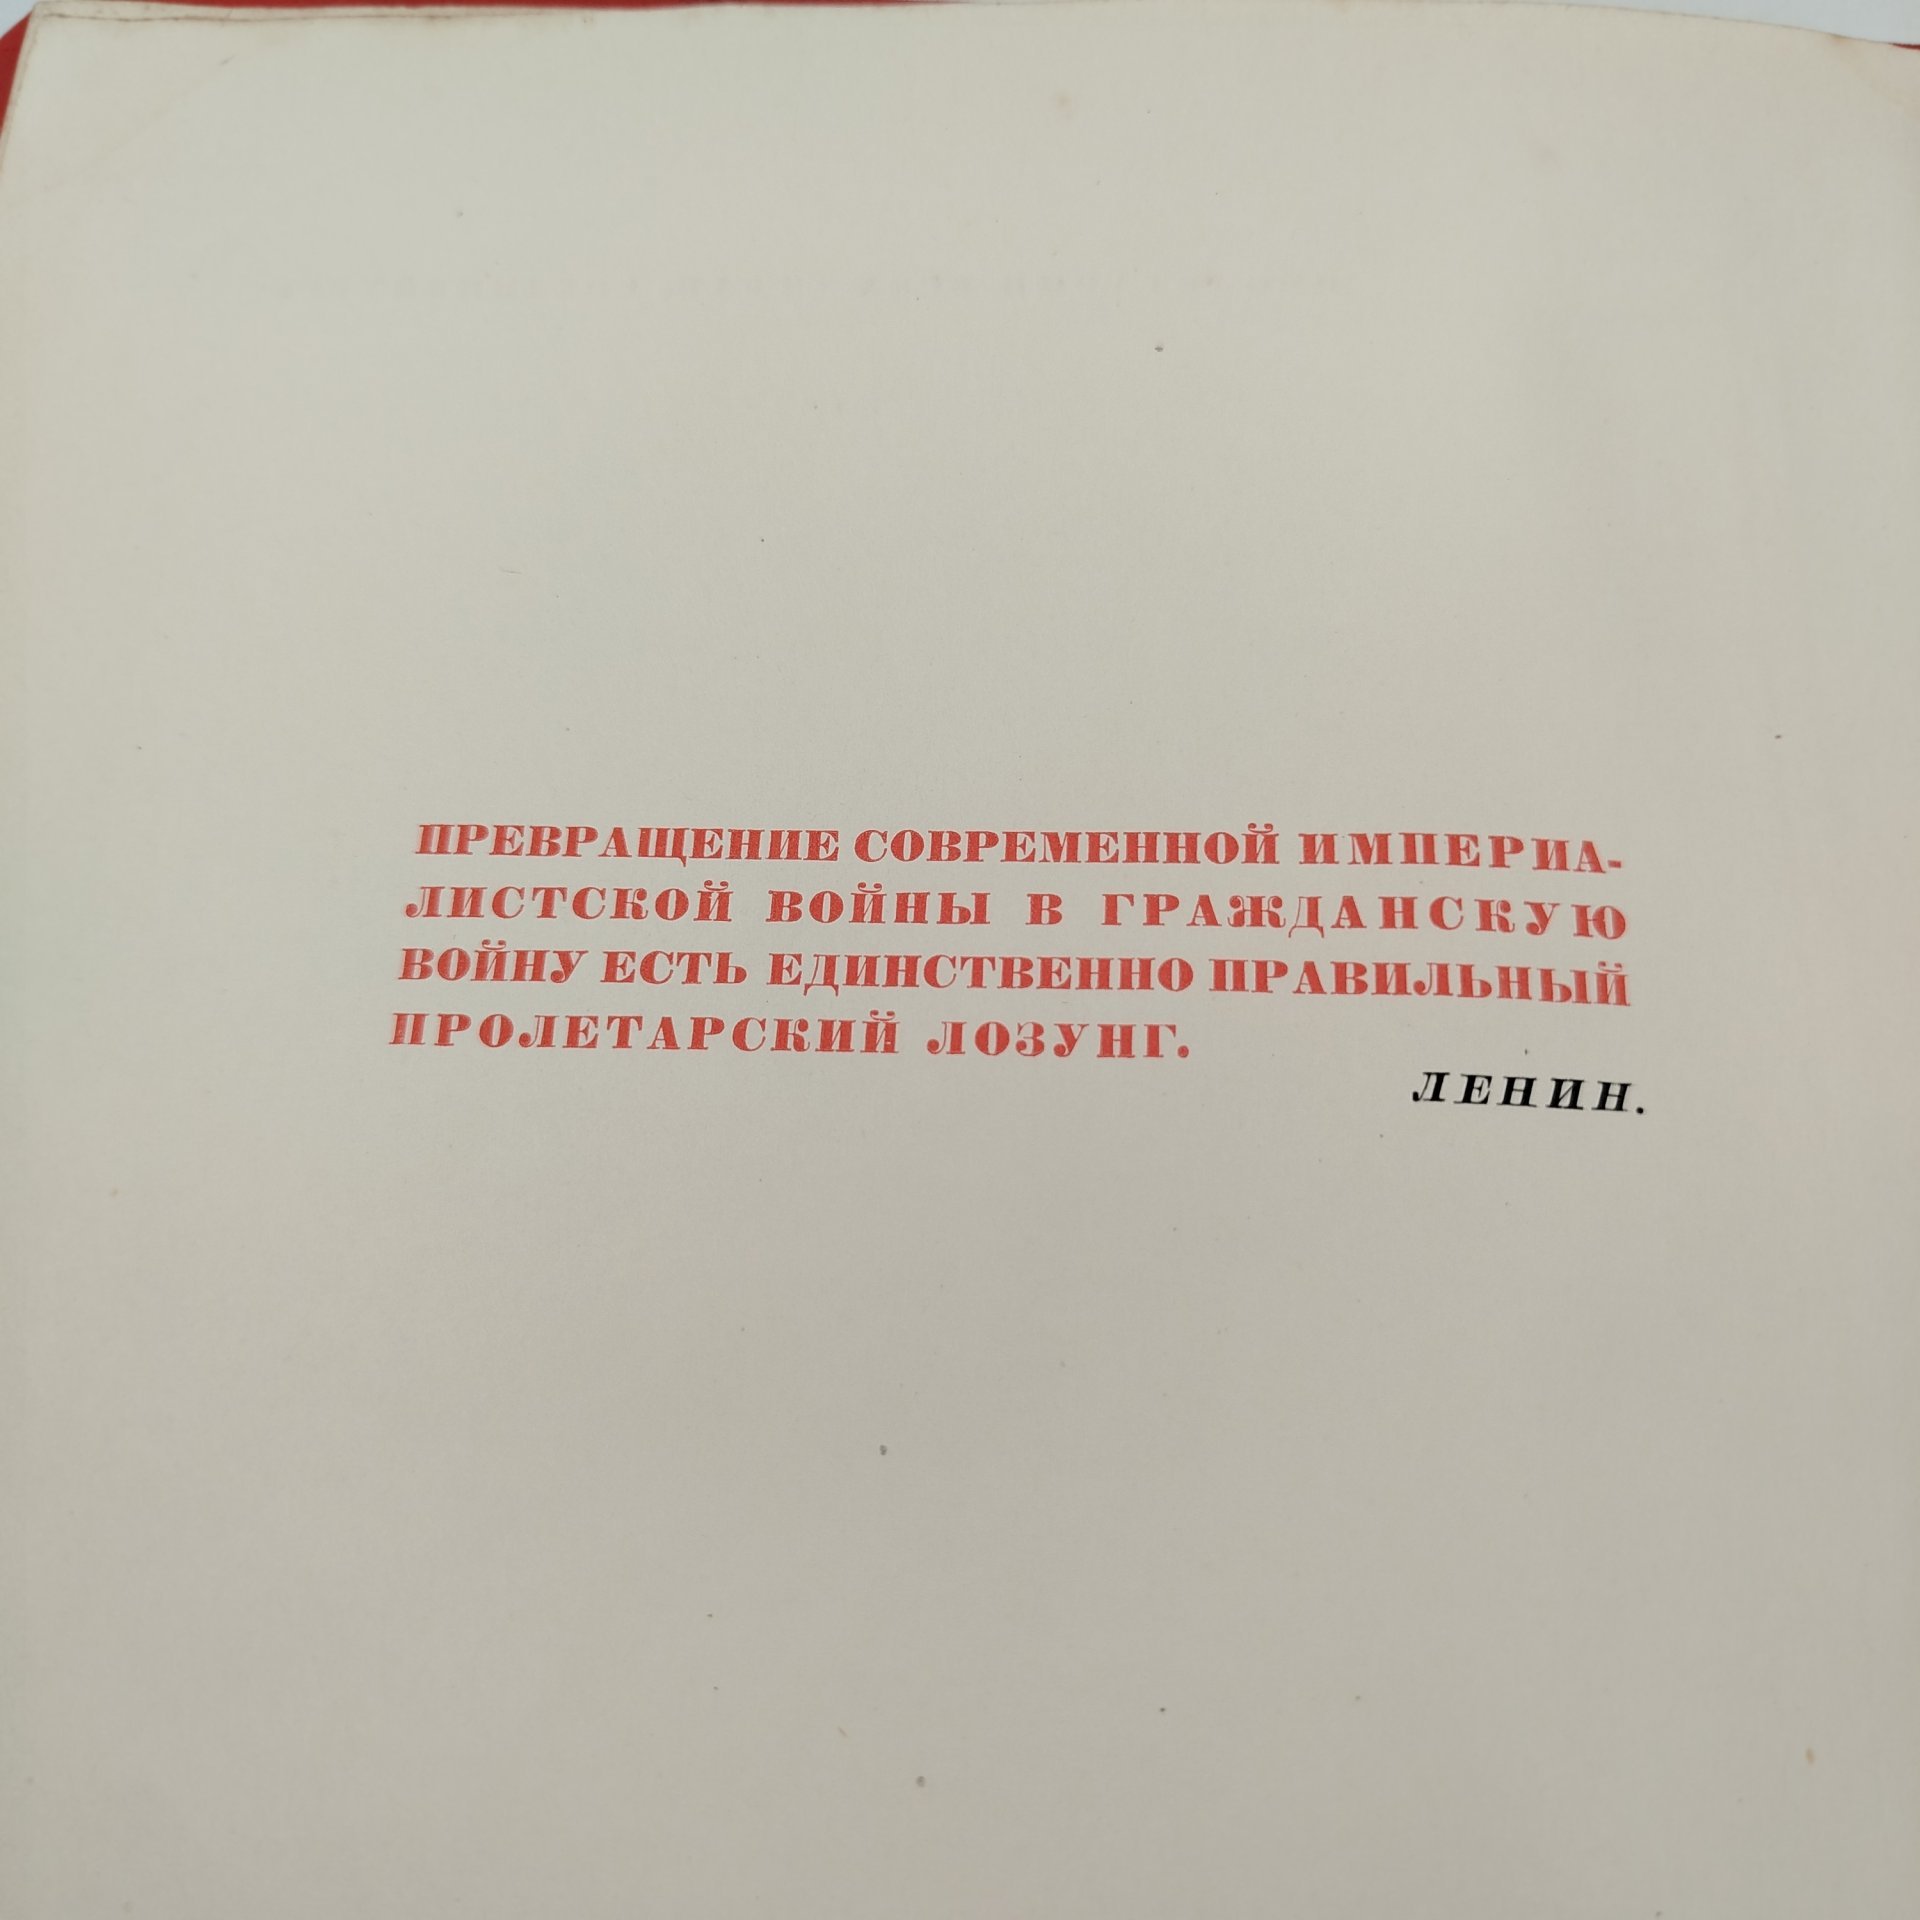 ПРЕВРАЩЕНИЕ СОВРЕМЕННОЙ ИМПЕРИА-
ЛИСТСКОЙ ВОЙНЫ В ГРАЖДАНСКУЮ
ВОЙНУ ЕСТЬ ЕДИНСТВЕННО ПРАВИЛЬНЫЙ
ПРОЛЕТАРСКИЙ ЛОЗУНГ.
ЛЕНИН.